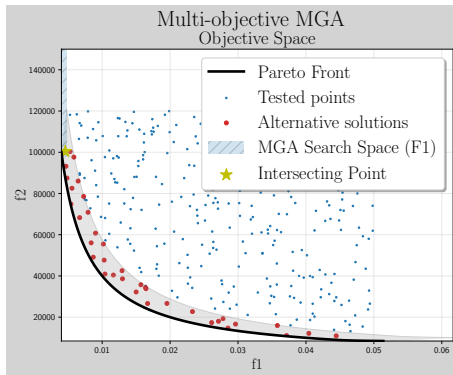 Multi-objective MGA
Objective Space
Pareto Front
Tested points
Alternative solutions
MGA Search Space (F1)
Intersecting Point
f2
140000
120000
100000
80000
60000
40000
20000
0.01
0.02
0.03
0.04
0.05
0.06
f1